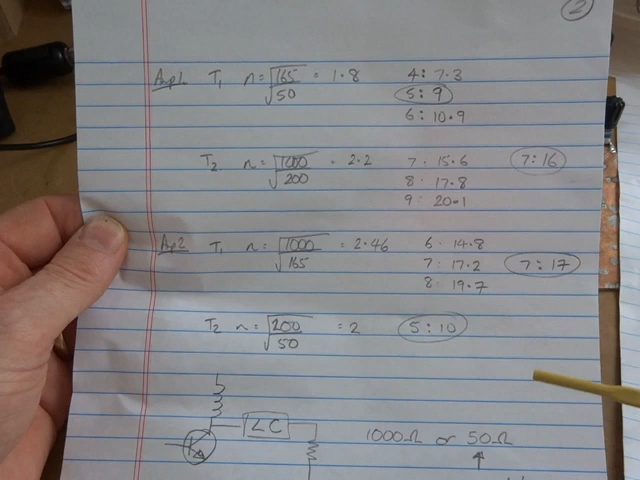 2
Amp1 T1 n = √165/√50 = 1.8 4: 7.3
5: 9
6: 10.9
T2 n = √1000/√200 = 2.2 7: 15.6 7:16
8: 17.8
9: 20.1
Amp2 T1 n = √1000/√165 = 2.46 6: 14.8
7: 17.2 7:17
8: 19.7
T2 n = √200/√50 = 2 5:10
LC
1000Ω or 50Ω